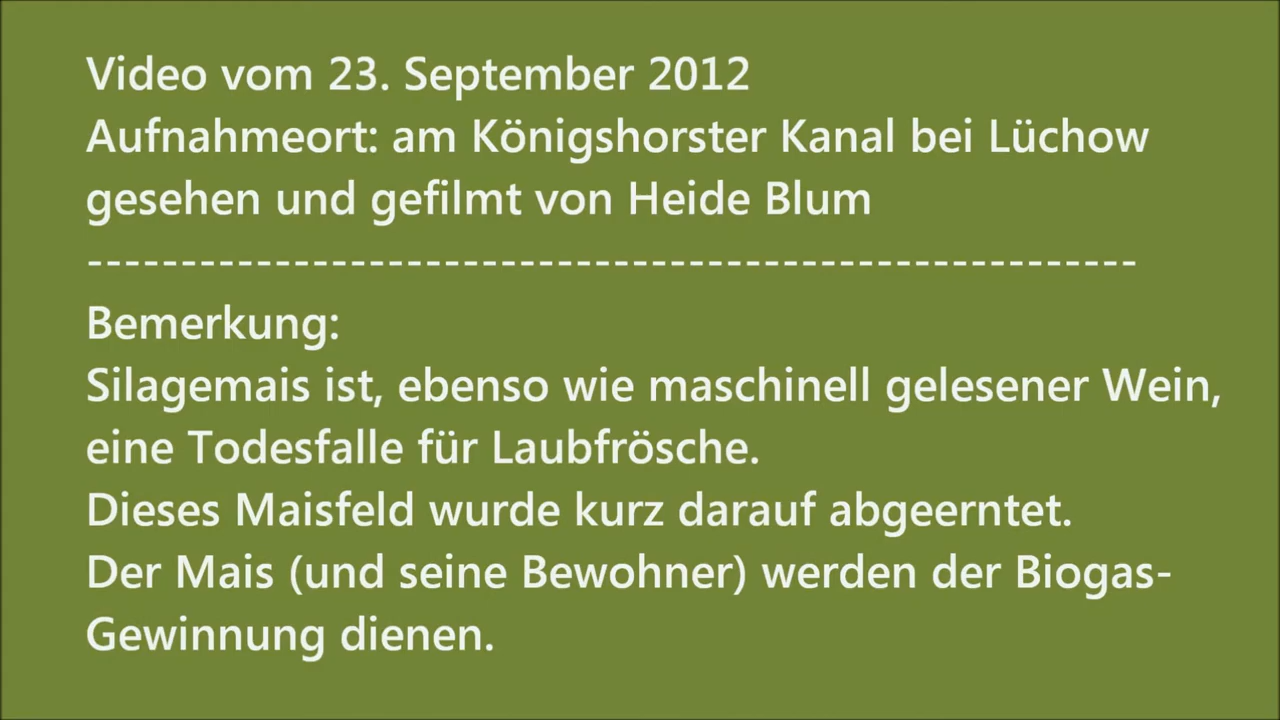 Video vom 23. September 2012
Aufnahmeort: am Königshorster Kanal bei Lüchow
gesehen und gefilmt von Heide Blum
--------------------------------------------------------
Bemerkung:
Silagemais ist, ebenso wie maschinell gelesener Wein,
eine Todesfalle für Laubfrösche.
Dieses Maisfeld wurde kurz darauf abgeerntet.
Der Mais (und seine Bewohner) werden der Biogas-
Gewinnung dienen.